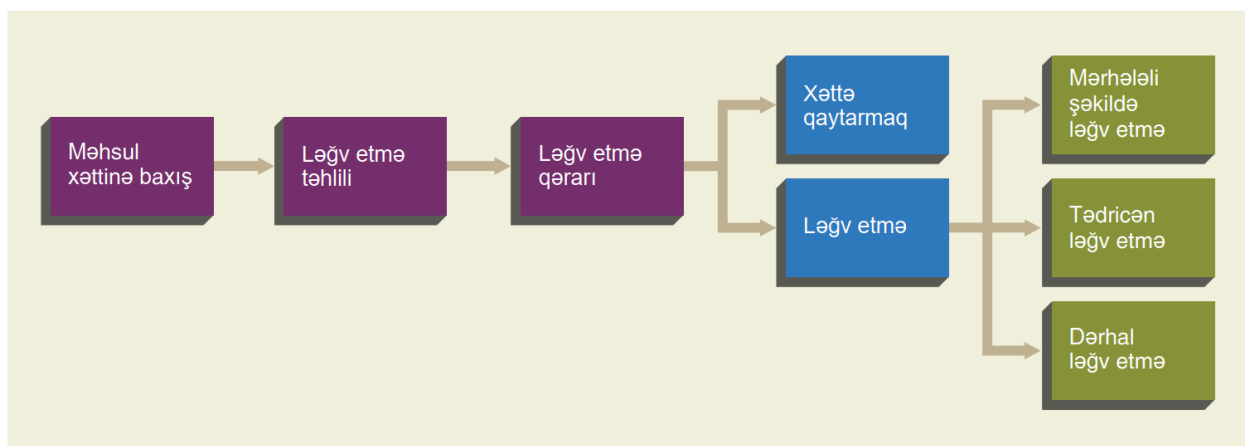 Məhsul
xəttinə baxış
Ləğv etmə
təhlili
Ləğv etmə
qərarı
Xəttə
qaytarmaq
Ləğv etmə
Mərhələli
şəkildə
ləğv etmə
Tədricən
ləğv etmə
Dərhal
ləğv etmə